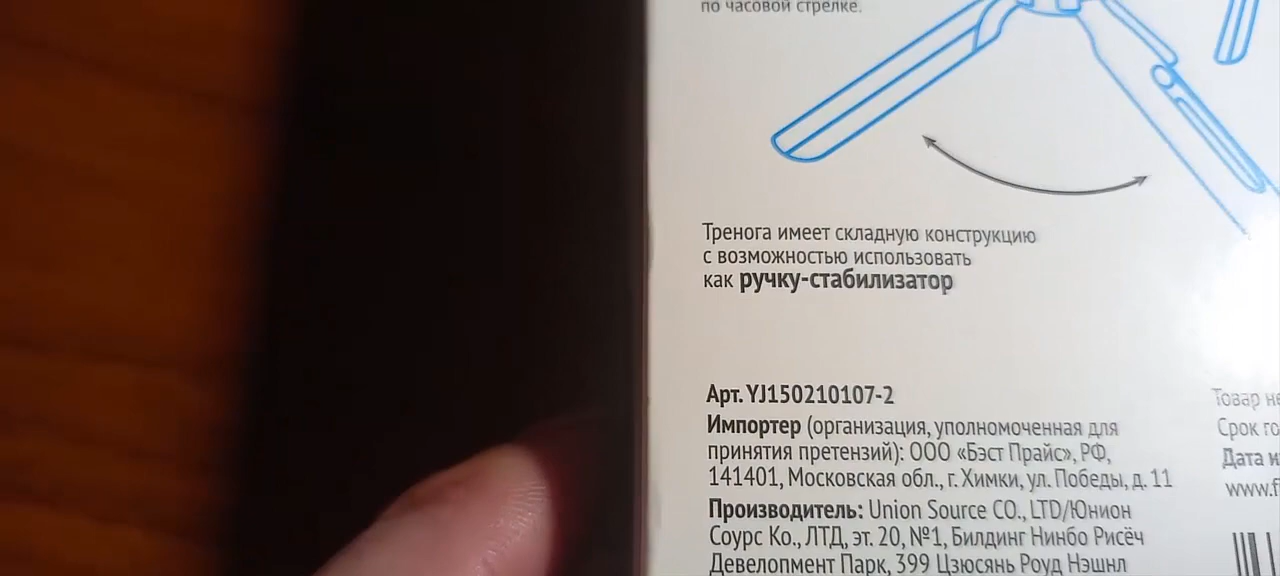 по часовой стрелке.
Тренога имеет складную конструкцию
с возможностью использовать
как ручку-стабилизатор
Арт. YJ150210107-2
Импортер (организация, уполномоченная для
принятия претензий): ООО «Бэст Прайс», РФ,
141401, Московская обл., г. Химки, ул. Победы, д. 11
Производитель: Union Source CO., LTD/Юнион
Соурс Ко., ЛТД, эт. 20, №1, Билдинг Нинбо Рисёч
Девелопмент Парк, 399 Цзюсянь Роуд Нэшнл
Товар не
Срок го
Дата и
www.f